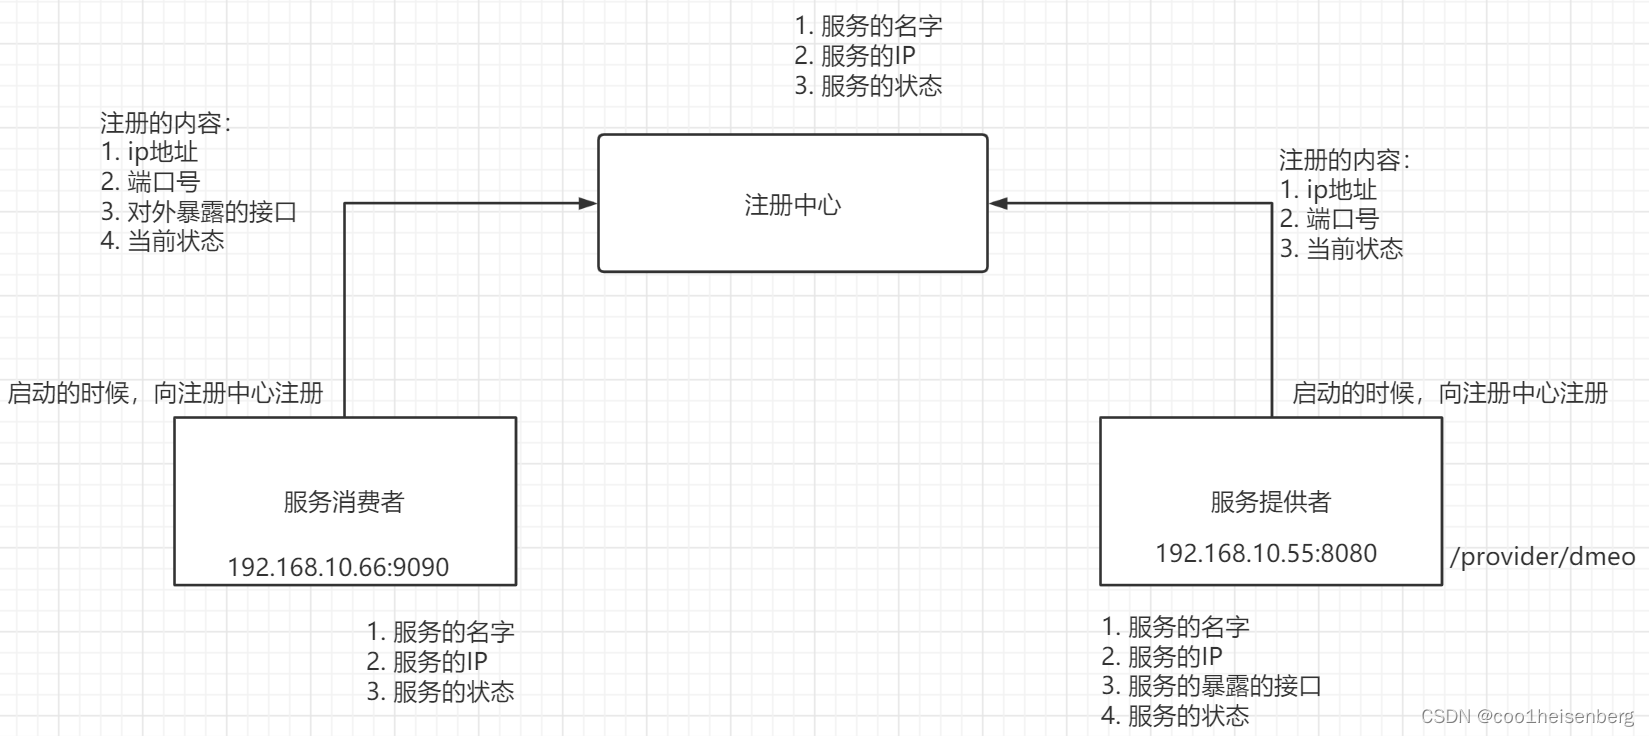 1. 服务的名字
2. 服务的IP
3. 服务的状态
注册的内容：
1. ip地址
2. 端口号
3. 对外暴露的接口
4. 当前状态
注册中心
注册的内容：
1. ip地址
2. 端口号
3. 当前状态
启动的时候，向注册中心注册
启动的时候，向注册中心注册
服务消费者
192.168.10.66:9090
服务提供者
192.168.10.55:8080
/provider/dmeo
1. 服务的名字
2. 服务的IP
3. 服务的状态
1. 服务的名字
2. 服务的IP
3. 服务的暴露的接口
4. 服务的状态
CSDN @coo1heisenberg